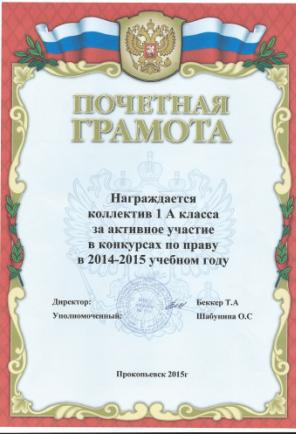 ПОЧЕТНАЯ
ГРАМОТА
Награждается
коллектив 1 А класса
за активное участие
в конкурсах по праву
в 2014-2015 учебном году
Директор: Беккер Т.А
Уполномоченный: Шабунина О.С
Прокопьевск 2015г